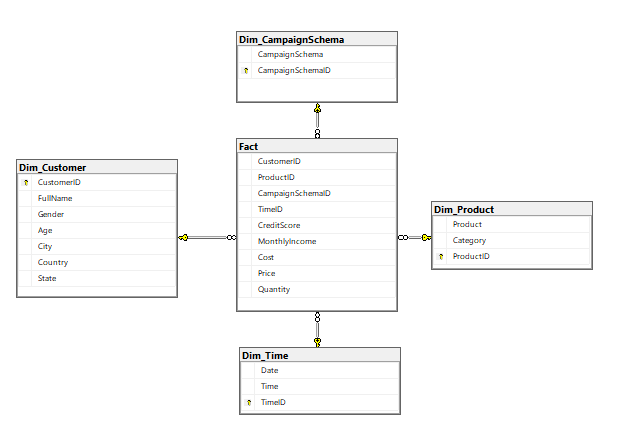 Dim_CampaignSchema
CampaignSchema
CampaignSchemaID
Fact
CustomerID
ProductID
CampaignSchemaID
TimeID
CreditScore
MonthlyIncome
Cost
Price
Quantity
Dim_Customer
CustomerID
FullName
Gender
Age
City
Country
State
Dim_Product
Product
Category
ProductID
Dim_Time
Date
Time
TimeID